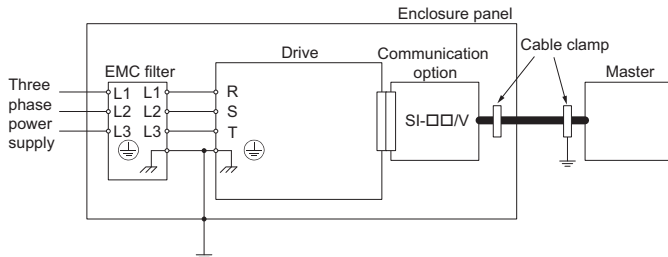 Enclosure panel
Cable clamp
EMC filter
Drive
Communication
option
Master
Three
phase
power
supply
L1 L1
R
L2 L2
S
L3 L3
T
SI-□□/V